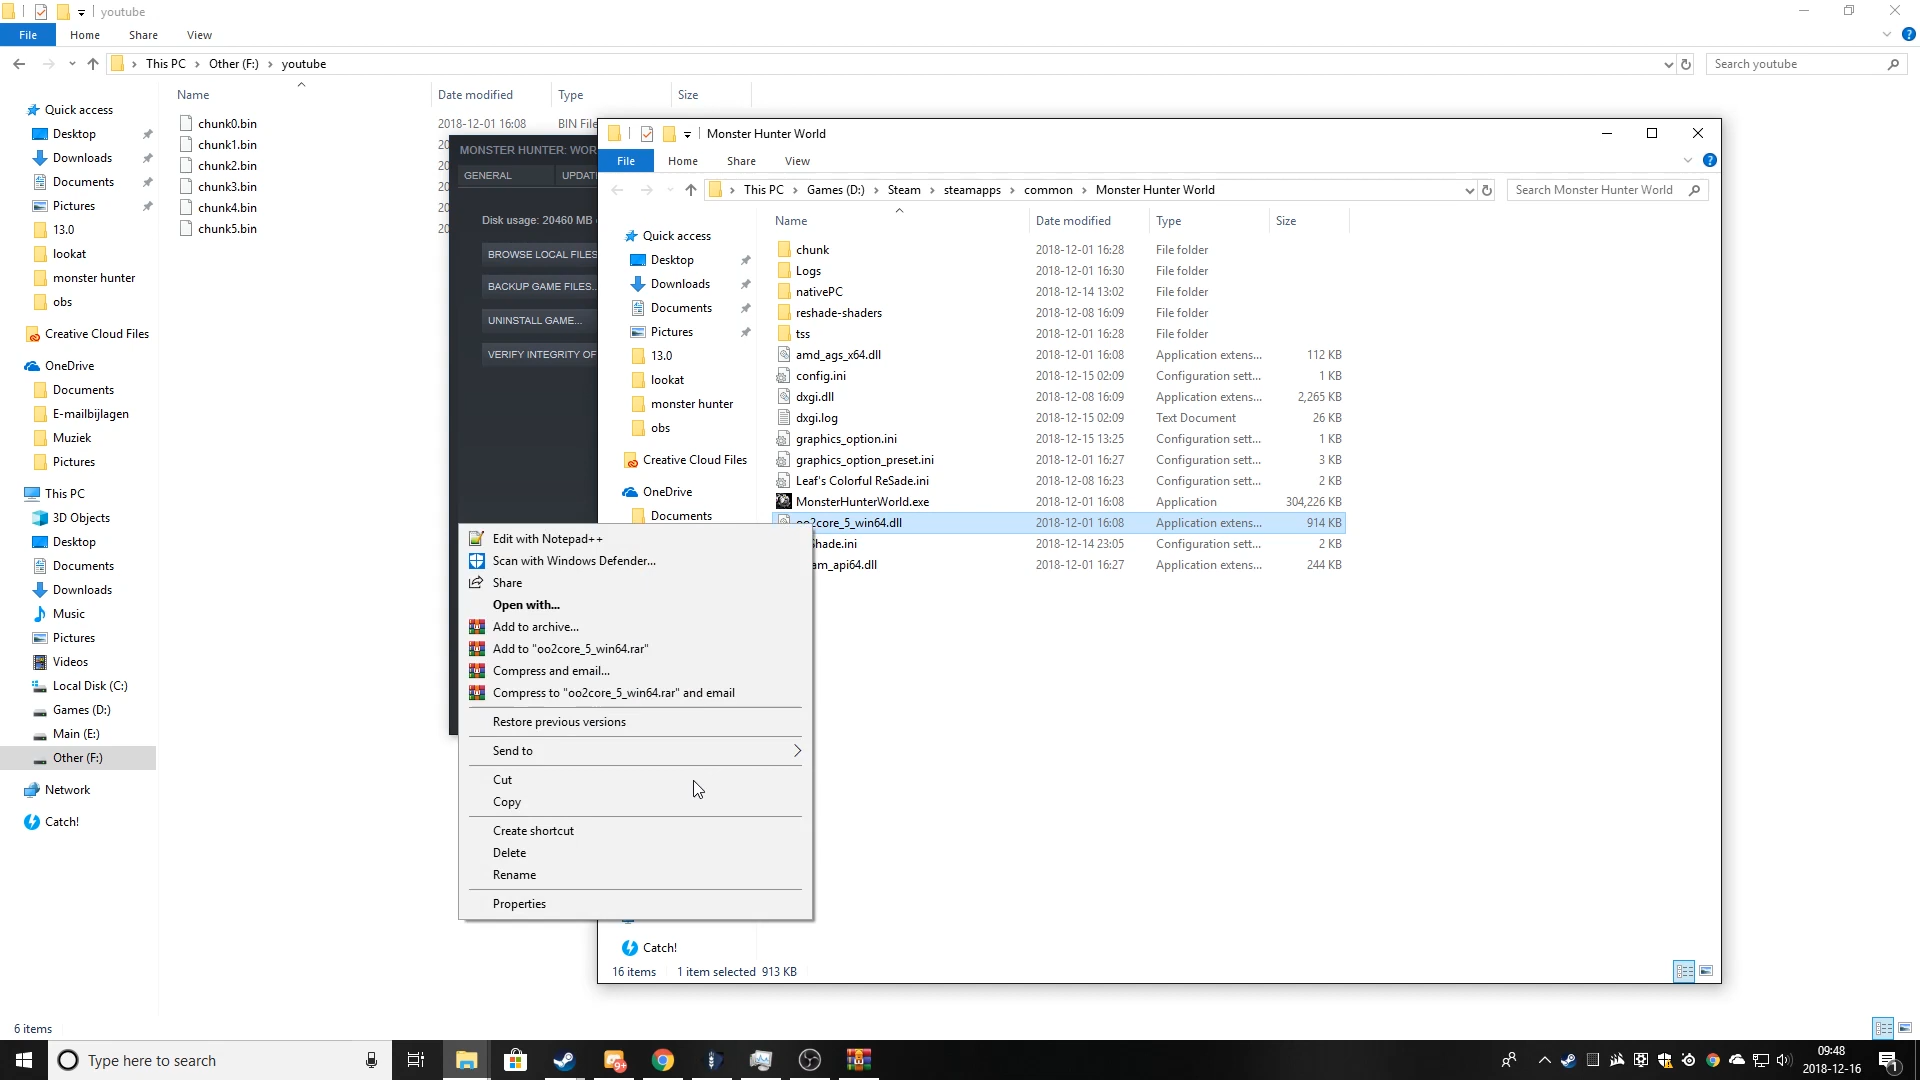 youtube
File Home Share View
This PC Other (F:) youtube
Search youtube
Name Date modified Type Size
Quick access
Desktop
Downloads
Documents
Pictures
13.0
lookat
monster hunter
obs
Creative Cloud Files
OneDrive
Documents
E-mailbijlagen
Muziek
Pictures
This PC
3D Objects
Desktop
Documents
Downloads
Music
Pictures
Videos
Local Disk (C:)
Games (D:)
Main (E:)
Other (F:)
Network
Catch!
6 items
chunk0.bin 2018-12-01 16:08 BIN File
chunk1.bin 20
chunk2.bin 20
chunk3.bin 20
chunk4.bin 20
chunk5.bin 20
MONSTER HUNTER: WOR
GENERAL UPDAT
Disk usage: 20460 MB
BROWSE LOCAL FILES
BACKUP GAME FILES...
UNINSTALL GAME...
VERIFY INTEGRITY OF
Monster Hunter World
File Home Share View
This PC Games (D:) Steam steamapps common Monster Hunter World
Search Monster Hunter World
Quick access
Desktop
Downloads
Documents
Pictures
13.0
lookat
monster hunter
obs
Creative Cloud Files
OneDrive
Documents
Catch!
Name Date modified Type Size
chunk 2018-12-01 16:28 File folder
Logs 2018-12-01 16:30 File folder
nativePC 2018-12-14 13:02 File folder
reshade-shaders 2018-12-08 16:09 File folder
tss 2018-12-01 16:28 File folder
amd_ags_x64.dll 2018-12-01 16:08 Application extens... 112 KB
config.ini 2018-12-15 02:09 Configuration sett... 1 KB
dxgi.dll 2018-12-08 16:09 Application extens... 2,265 KB
dxgi.log 2018-12-15 02:09 Text Document 26 KB
graphics_option.ini 2018-12-15 13:25 Configuration sett... 1 KB
graphics_option_preset.ini 2018-12-01 16:27 Configuration sett... 3 KB
Leaf's Colorful ReSade.ini 2018-12-08 16:23 Configuration sett... 2 KB
MonsterHunterWorld.exe 2018-12-01 16:08 Application 304,226 KB
oo2core_5_win64.dll 2018-12-01 16:08 Application extens... 914 KB
Shade.ini 2018-12-14 23:05 Configuration sett... 2 KB
am_api64.dll 2018-12-01 16:27 Application extens... 244 KB
16 items 1 item selected 913 KB
Edit with Notepad++
Scan with Windows Defender...
Share
Open with...
Add to archive...
Add to "oo2core_5_win64.rar"
Compress and email...
Compress to "oo2core_5_win64.rar" and email
Restore previous versions
Send to
Cut
Copy
Create shortcut
Delete
Rename
Properties
Type here to search
9+
09:48
2018-12-16
1